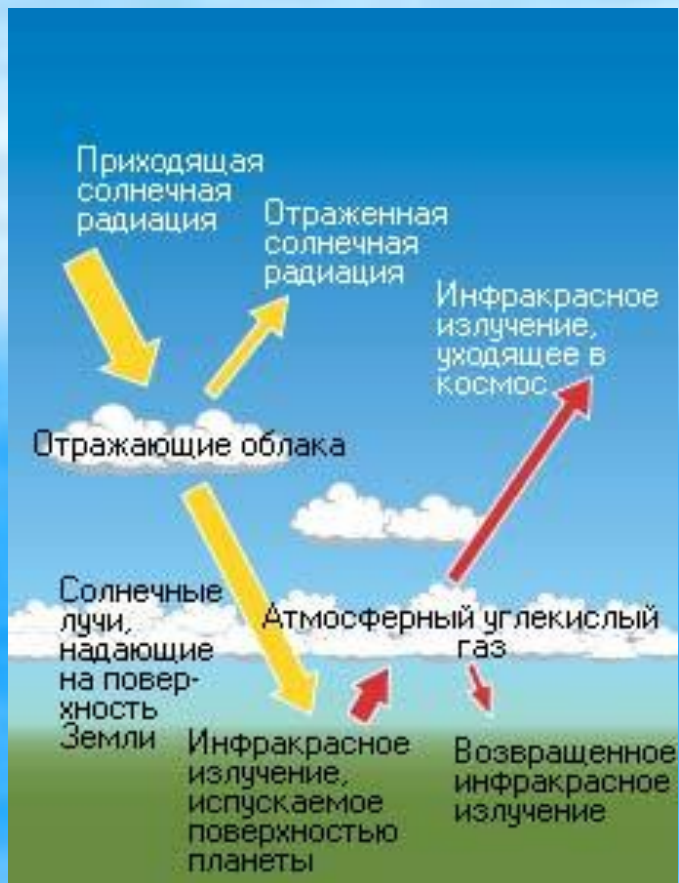 Приходящая
солнечная
радиация
Отраженная
солнечная
радиация
Инфракрасное
излучение,
уходящее в
космос
Отражающие облака
Солнечные
лучи,
надающие
на повер-
хность
Земли
Атмосферный углекислый
газ
Инфракрасное
излучение,
испускаемое
поверхностью
планеты
Возвращенное
инфракрасное
излучение